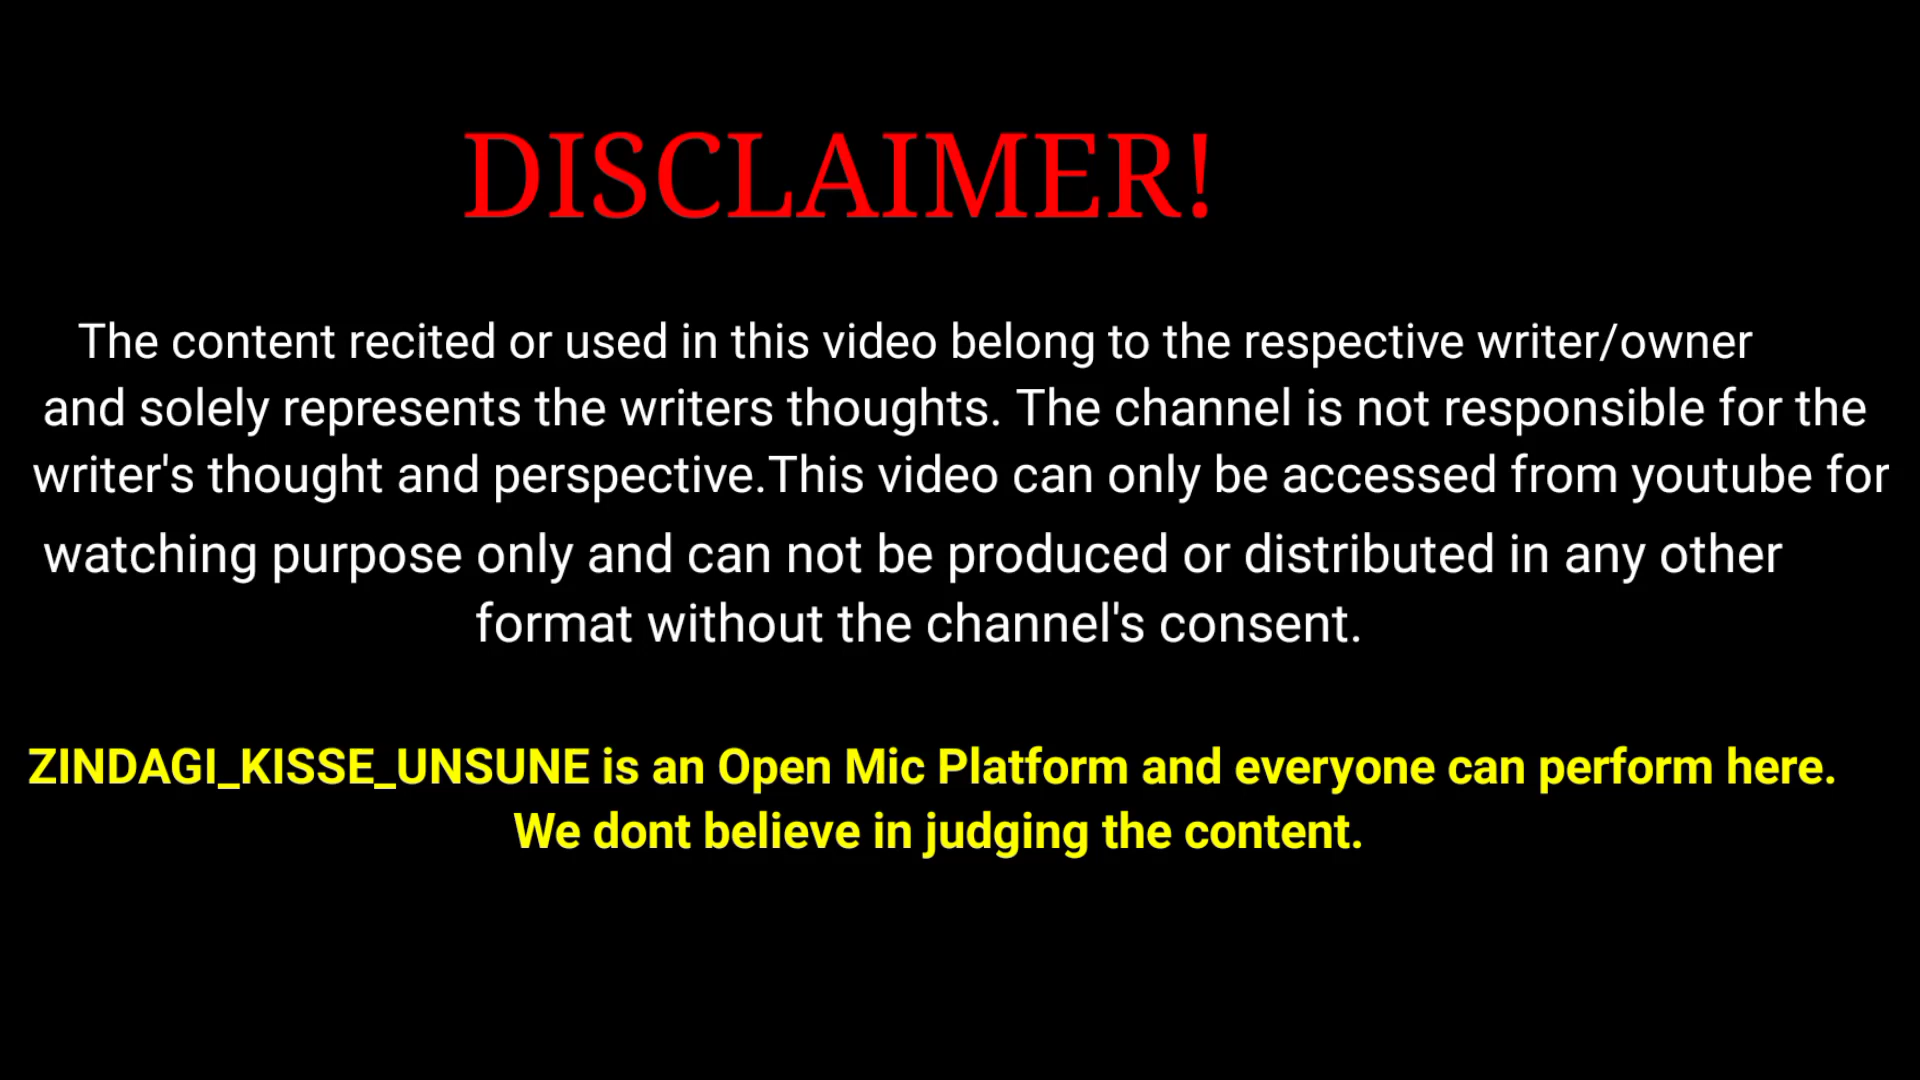 DISCLAIMER!
The content recited or used in this video belong to the respective writer/owner
and solely represents the writers thoughts. The channel is not responsible for the
writer's thought and perspective.This video can only be accessed from youtube for
watching purpose only and can not be produced or distributed in any other
format without the channel's consent.
ZINDAGI_KISSE_UNSUNE is an Open Mic Platform and everyone can perform here.
We dont believe in judging the content.